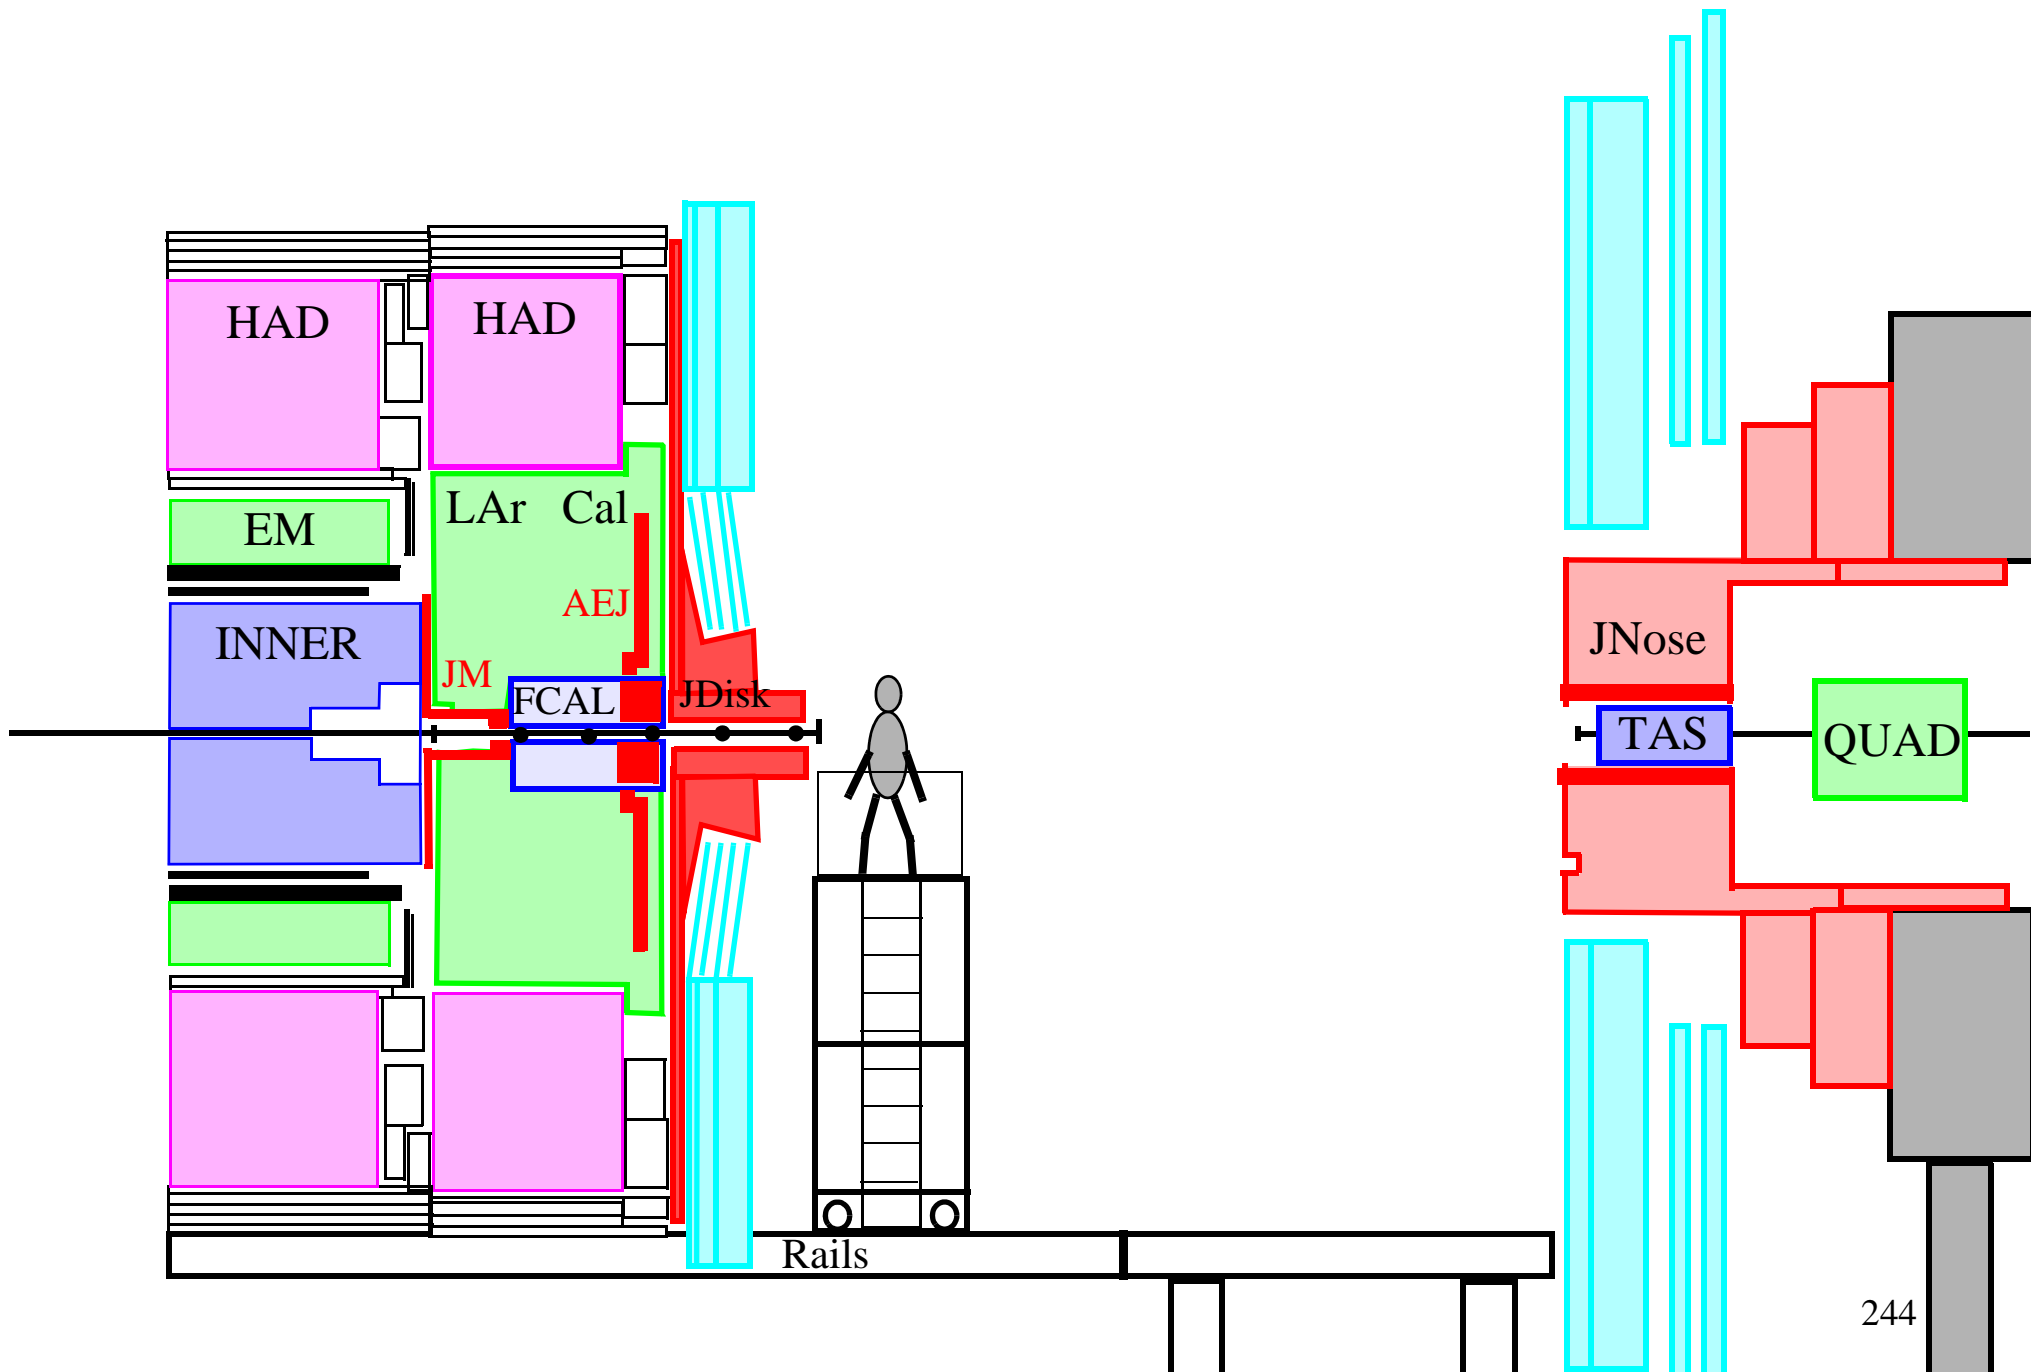 HAD
HAD
LAr Cal
EM
AEJ
INNER
JM
FCAL
JDisk
JNose
TAS
QUAD
Rails
244